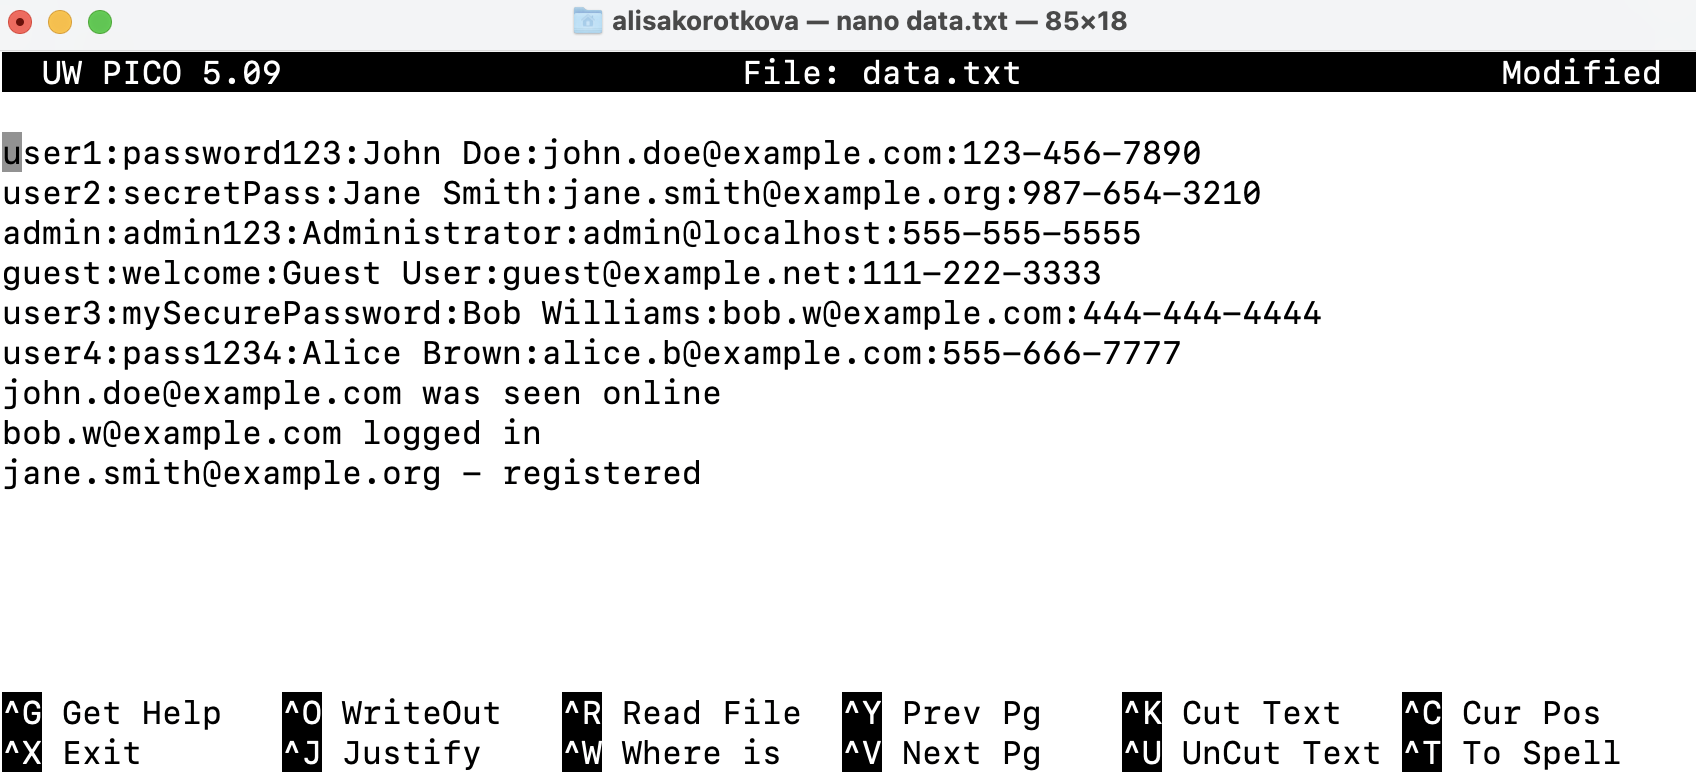 alisakorotkova — nano data.txt — 85×18
UW PICO 5.09 File: data.txt Modified
user1:password123:John Doe:john.doe@example.com:123-456-7890
user2:secretPass:Jane Smith:jane.smith@example.org:987-654-3210
admin:admin123:Administrator:admin@localhost:555-555-5555
guest:welcome:Guest User:guest@example.net:111-222-3333
user3:mySecurePassword:Bob Williams:bob.w@example.com:444-444-4444
user4:pass1234:Alice Brown:alice.b@example.com:555-666-7777
john.doe@example.com was seen online
bob.w@example.com logged in
jane.smith@example.org - registered
^G Get Help ^O WriteOut ^R Read File ^Y Prev Pg ^K Cut Text ^C Cur Pos
^X Exit ^J Justify ^W Where is ^V Next Pg ^U UnCut Text ^T To Spell